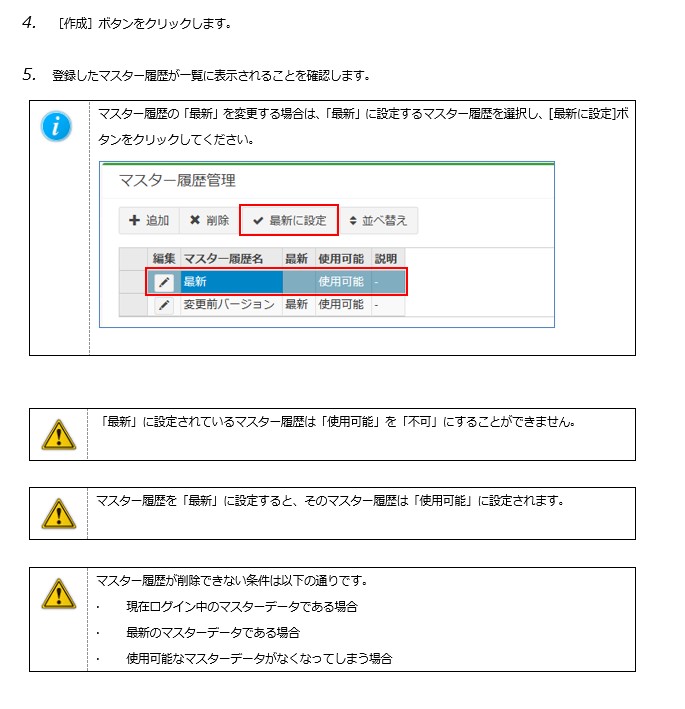 4. ［作成］ボタンをクリックします。
5. 登録したマスター履歴が一覧に表示されることを確認します。
マスター履歴の「最新」を変更する場合は、「最新」に設定するマスター履歴を選択し、[最新に設定]ボ
タンをクリックしてください。
マスター履歴管理
追加 削除 最新に設定 並べ替え
編集 マスター履歴名 最新 使用可能 説明
最新 使用可能 -
変更前バージョン 最新 使用可能 -
「最新」に設定されているマスター履歴は「使用可能」を「不可」にすることができません。
マスター履歴を「最新」に設定すると、そのマスター履歴は「使用可能」に設定されます。
マスター履歴が削除できない条件は以下の通りです。
・ 現在ログイン中のマスターデータである場合
・ 最新のマスターデータである場合
・ 使用可能なマスターデータがなくなってしまう場合